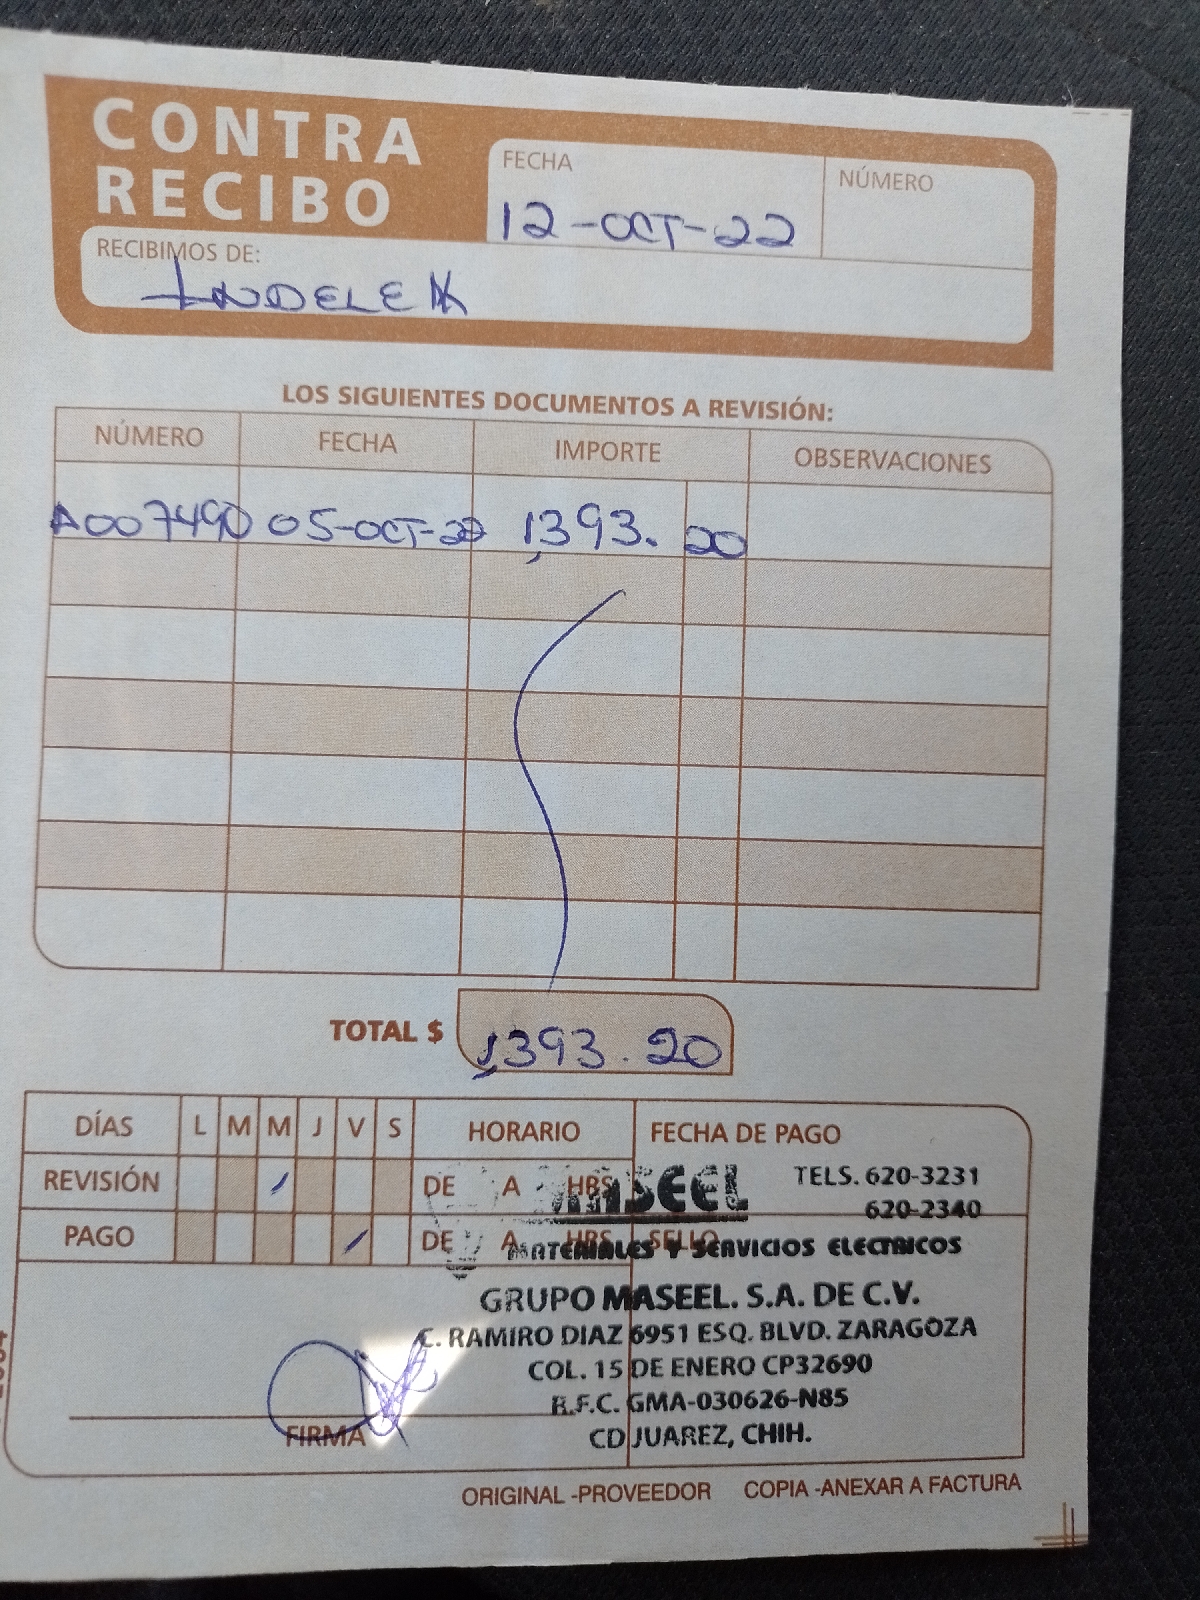 CONTRA
RECIBO
FECHA
NÚMERO
12-OCT-22
RECIBIMOS DE:
LOS SIGUIENTES DOCUMENTOS A REVISIÓN:
NÚMERO FECHA IMPORTE OBSERVACIONES
A007490 05-OCT-22 1,393. 20
TOTAL $ 1,393.20
DÍAS L M M J V S HORARIO FECHA DE PAGO
REVISIÓN DE A HRS
TELS. 620-3231
620-2340
PAGO DE A HRS SELLO
MASEEL
MATERIALES Y SERVICIOS ELECTRICOS
GRUPO MASEEL. S.A. DE C.V.
C. RAMIRO DIAZ 6951 ESQ. BLVD. ZARAGOZA
COL. 15 DE ENERO CP32690
R.F.C. GMA-030626-N85
CD JUAREZ, CHIH.
FIRMA
ORIGINAL -PROVEEDOR COPIA -ANEXAR A FACTURA